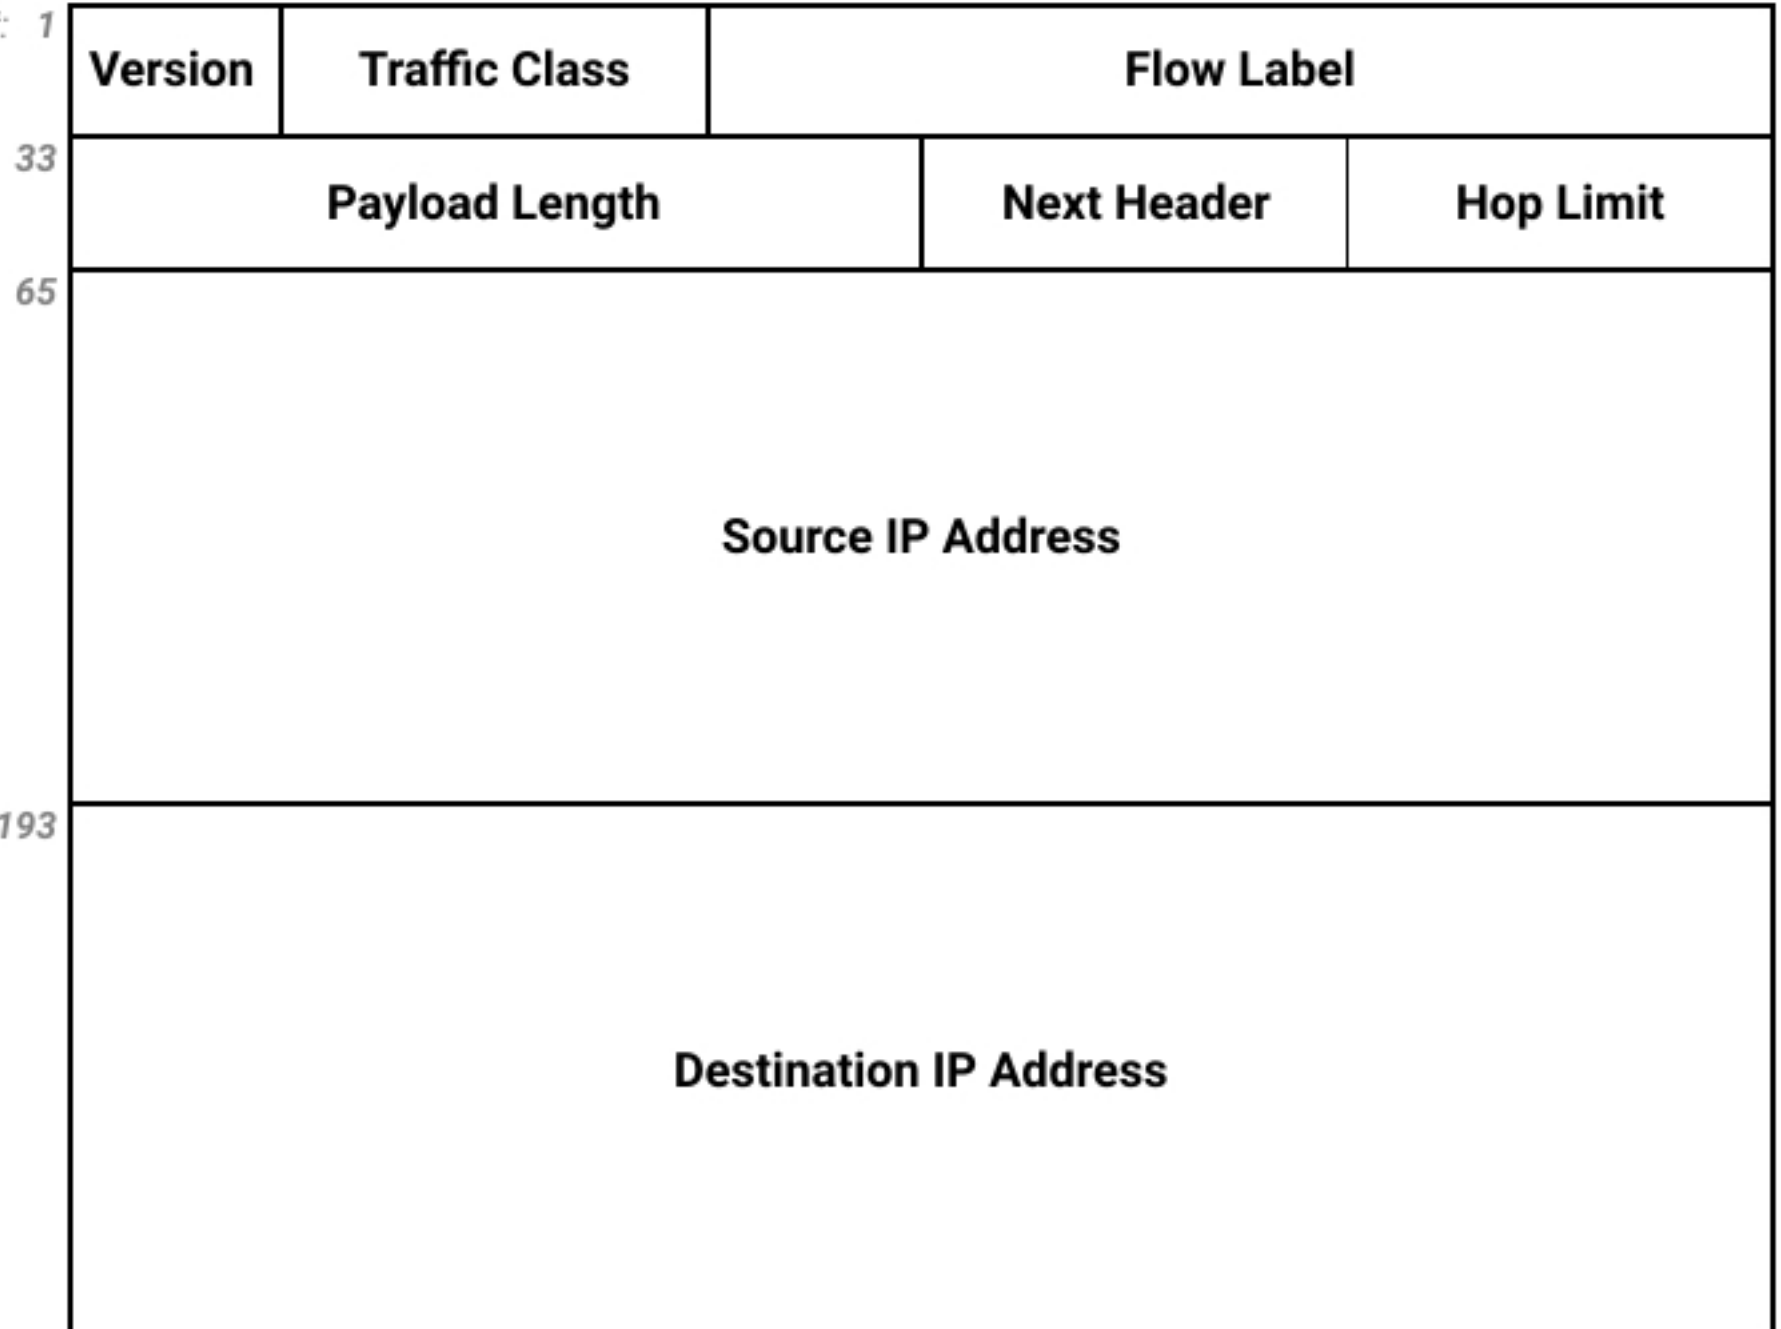 1
Version Traffic Class Flow Label
33
Payload Length Next Header Hop Limit
65
Source IP Address
193
Destination IP Address